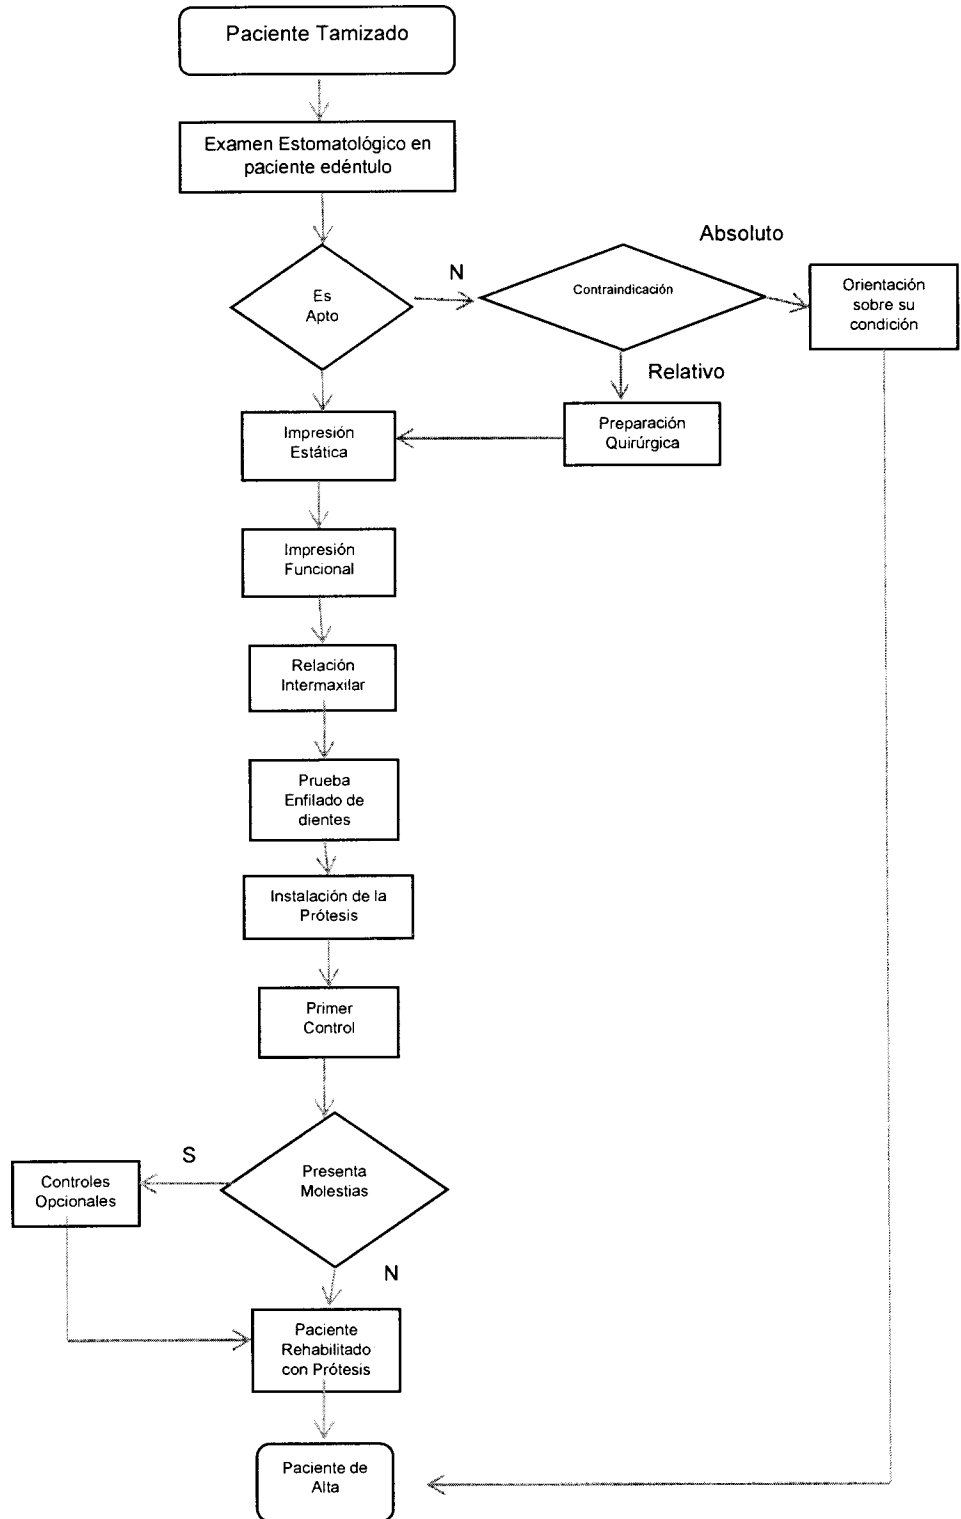 Paciente Tamizado
Examen Estomatológico en
paciente edéntulo
Absoluto
N
Es
Apto
Contraindicación
Orientación
sobre su
condición
Relativo
Impresión
Estática
Preparación
Quirúrgica
Impresión
Funcional
Relación
Intermaxilar
Prueba
Enfilado de
dientes
Instalación de la
Prótesis
Primer
Control
S
Presenta
Molestias
Controles
Opcionales
N
Paciente
Rehabilitado
con Prótesis
Paciente de
Alta